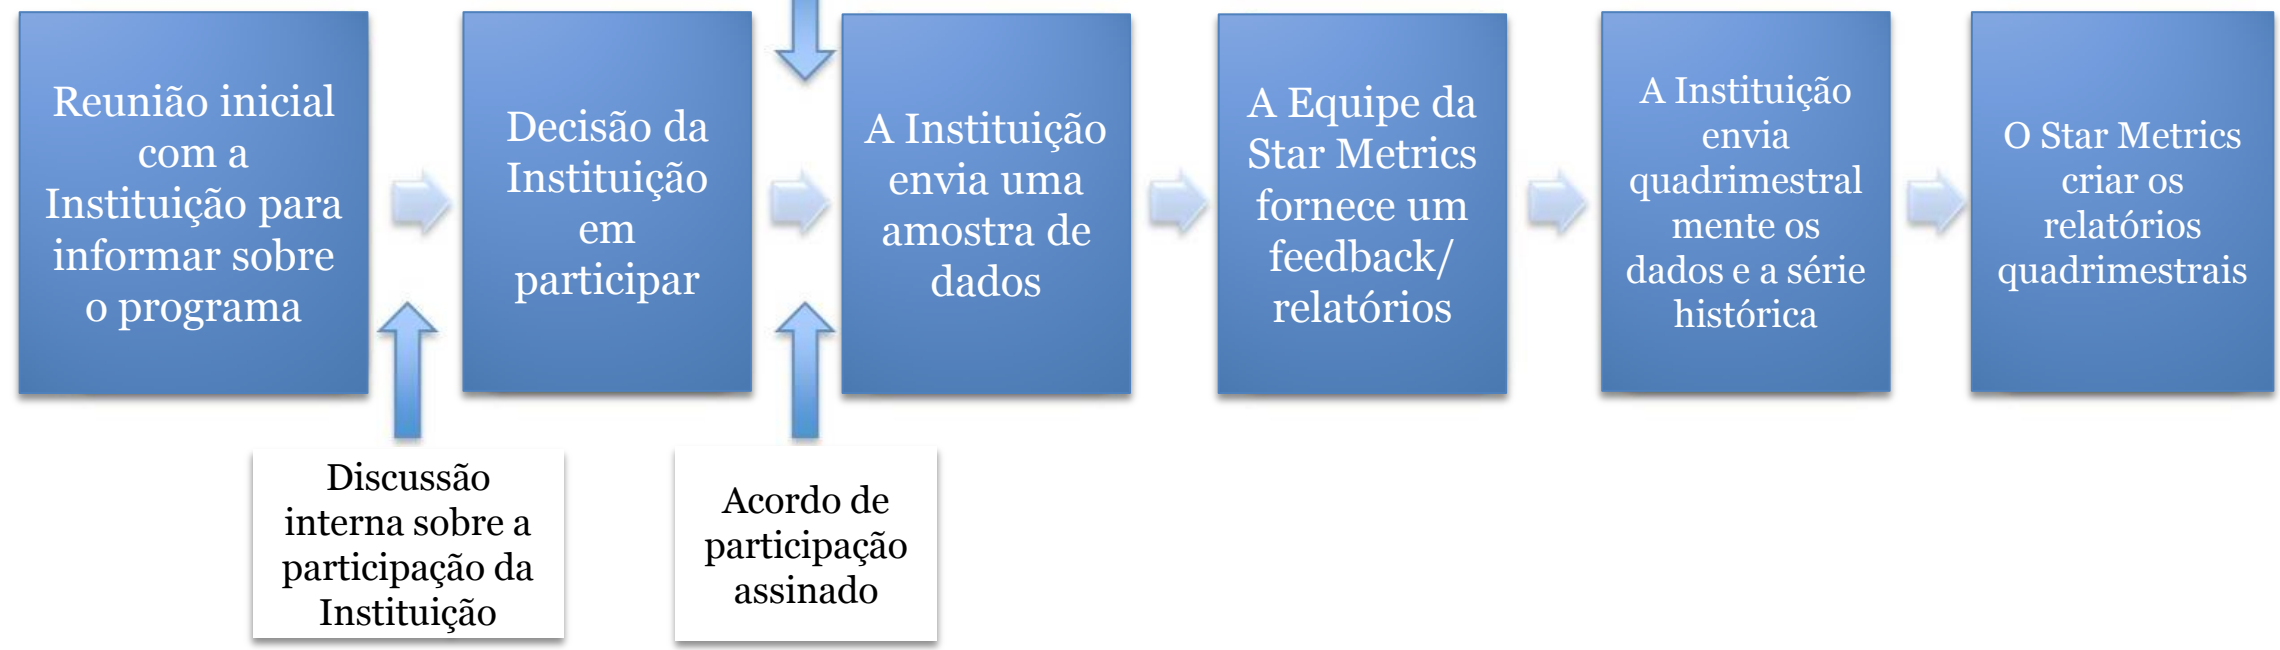 Reunião inicial
com a
Instituição para
informar sobre
o programa
Decisão da
Instituição
em
participar
A Instituição
envia uma
amostra de
dados
A Equipe da
Star Metrics
fornece um
feedback/
relatórios
A Instituição
envia
quadrimestral
mente os
dados e a série
histórica
O Star Metrics
criar os
relatórios
quadrimestrais
Discussão
interna sobre a
participação da
Instituição
Acordo de
participação
assinado